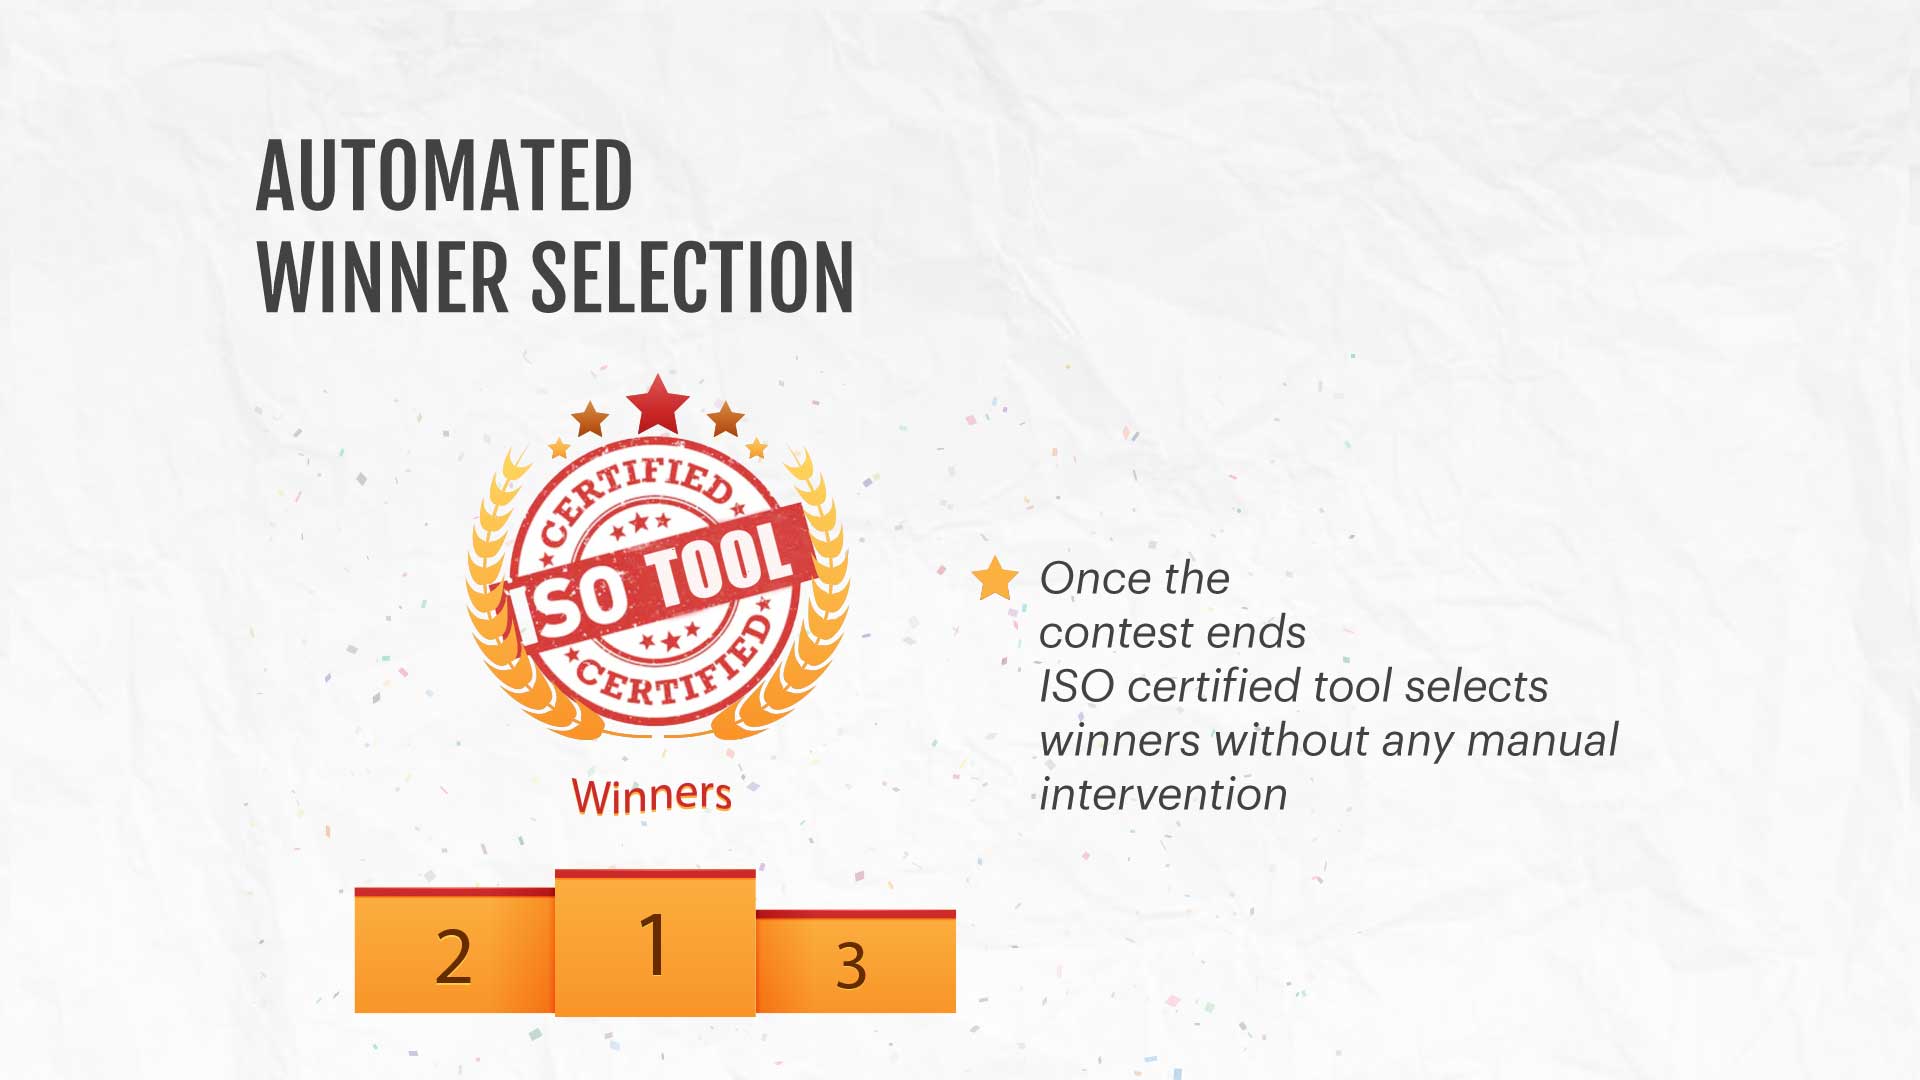 AUTOMATED
WINNER SELECTION
CERTIFIED
ISO TOOL
CERTIFIED
Winners
2
1
3
Once the
contest ends
ISO certified tool selects
winners without any manual
intervention